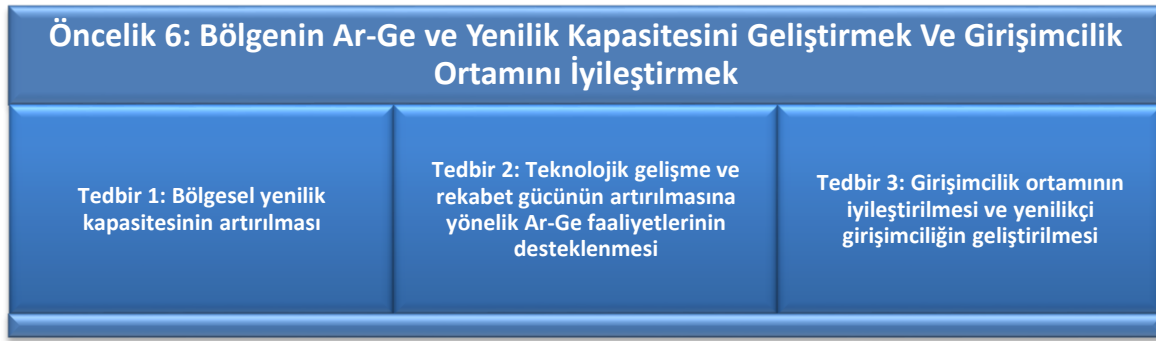 Öncelik 6: Bölgenin Ar-Ge ve Yenilik Kapasitesini Geliştirmek Ve Girişimcilik
Ortamını İyileştirmek
Tedbir 1: Bölgesel yenilik
kapasitesinin artırılması
Tedbir 2: Teknolojik gelişme ve
rekabet gücünün artırılmasına
yönelik Ar-Ge faaliyetlerinin
desteklenmesi
Tedbir 3: Girişimcilik ortamının
iyileştirilmesi ve yenilikçi
girişimciliğin geliştirilmesi